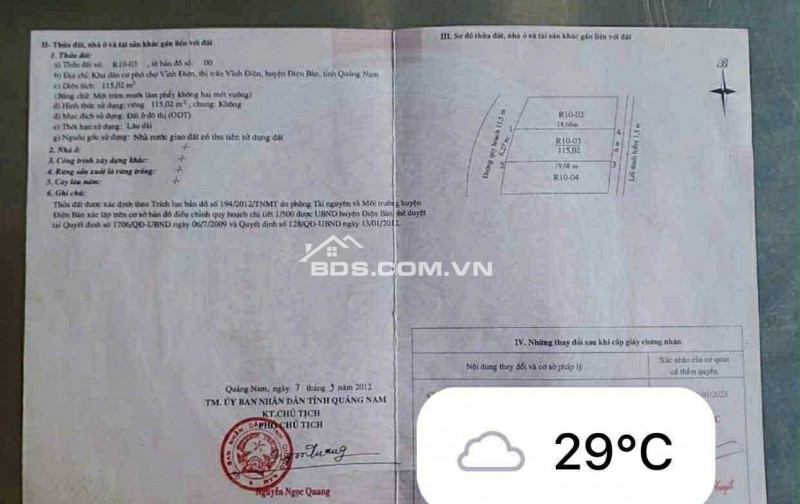 II- Thửa đất, nhà ở và tài sản khác gắn liền với đất
1. Thửa đất:
a) Thửa đất số: R10-03 , tờ bản đồ số: 00
b) Địa chỉ: Khu dân cư phố chợ Vĩnh Điện, thị trấn Vĩnh Điện, huyện Điện Bàn, tỉnh Quảng Nam
c) Diện tích: 115,02 m²
(Bằng chữ: Một trăm mười lăm phẩy không hai mét vuông)
d) Hình thức sử dụng: riêng 115,02 m², chung: Không
đ) Mục đích sử dụng: Đất ở đô thị (ODT)
e) Thời hạn sử dụng: Lâu dài
g) Nguồn gốc sử dụng: Nhà nước giao đất có thu tiền sử dụng đất
2. Nhà ở:
3. Công trình xây dựng khác:
4. Rừng sản xuất là rừng trồng:
5. Cây lâu năm:
6. Ghi chú:
Thửa đất được xác định theo Trích lục bản đồ số 194/2012/TNMT do phòng Tài nguyên và Môi trường huyện
Điện Bàn xác lập trên cơ sở bản đồ điều chỉnh quy hoạch chi tiết 1/500 được UBND huyện Điện Bàn phê duyệt
tại Quyết định số 1706/QĐ-UBND ngày 06/7/2009 và Quyết định số 128/QĐ-UBND ngày 13/01/2012.
Quảng Nam, ngày 7 tháng 3 năm 2012
TM. ỦY BAN NHÂN DÂN TỈNH QUẢNG NAM
KT.CHỦ TỊCH
PHÓ CHỦ TỊCH
Nguyễn Ngọc Quang
III. Sơ đồ thửa đất, nhà ở và tài sản khác gắn liền với đất
B
Đường quy hoạch 11,5 m
R10-02
18,66m
1
4
6,27 m
R10-03
115,02
6 m
2
3
19,68 m
R10-04
Lối thoát hiểm 1,5 m
BDS.COM.VN
IV. Những thay đổi sau khi cấp giấy chứng nhận
Nội dung thay đổi và cơ sở pháp lý
Xác nhận của cơ quan
có thẩm quyền
29°C